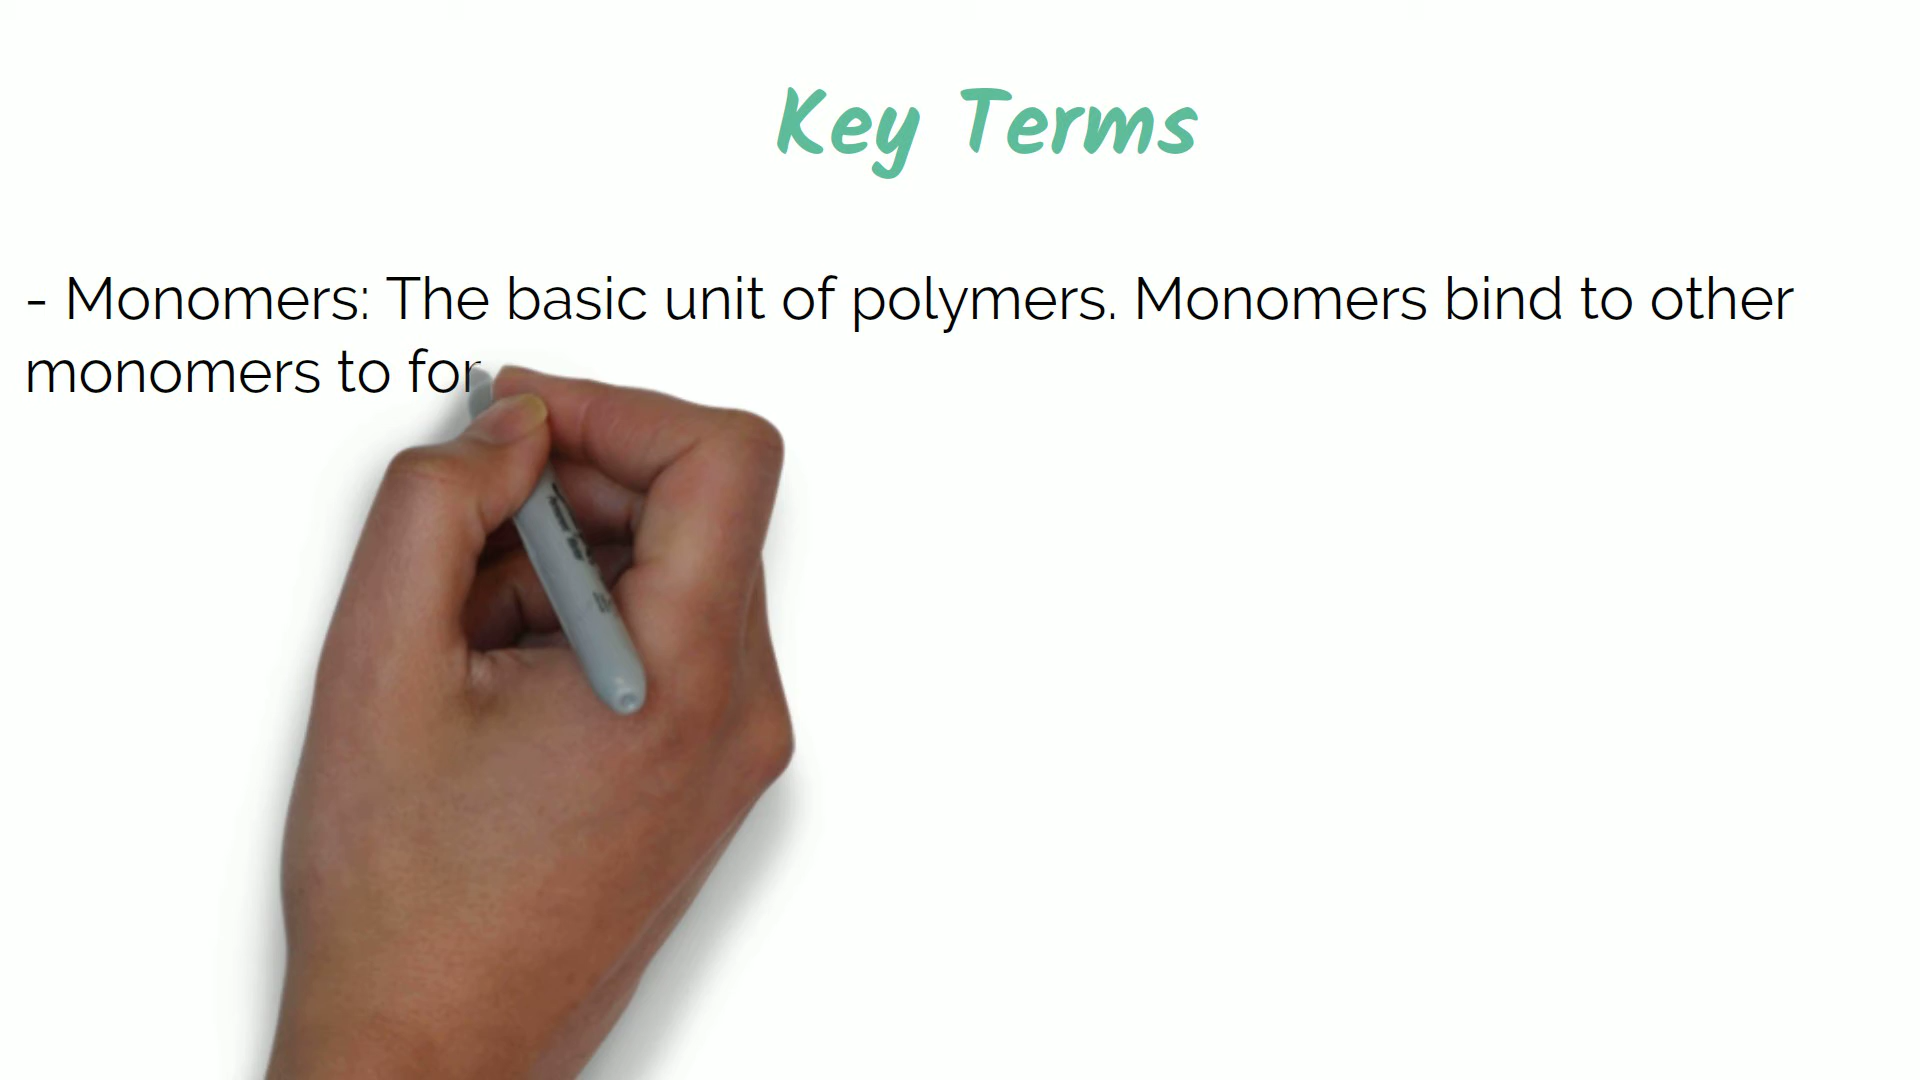 Key Terms
- Monomers: The basic unit of polymers. Monomers bind to other
monomers to for